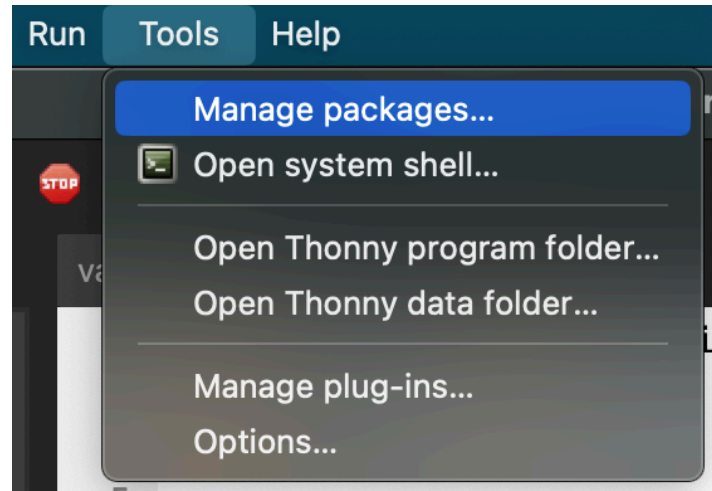 Run Tools Help
Manage packages...
STOP
Open system shell...
Open Thonny program folder...
Open Thonny data folder...
Manage plug-ins...
Options...